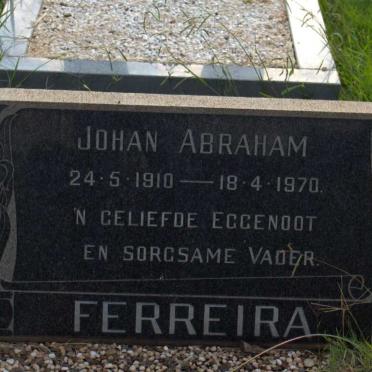 JOHAN ABRAHAM
24·5·1910 — 18·4·1970.
'N GELIEFDE EGGENOOT
EN SORGSAME VADER.
FERREIRA